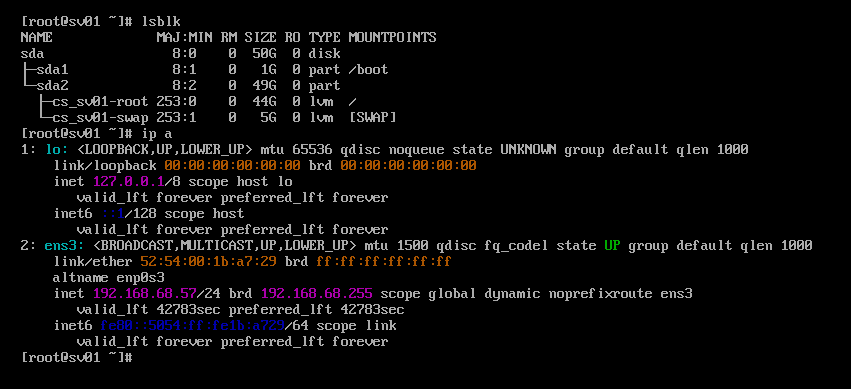 [root@sv01 ~]# lsblk
NAME             MAJ:MIN RM SIZE RO TYPE MOUNTPOINTS
sda                8:0    0  50G  0 disk
├─sda1             8:1    0   1G  0 part /boot
└─sda2             8:2    0  49G  0 part
  ├─cs_sv01-root 253:0    0  44G  0 lvm  /
  └─cs_sv01-swap 253:1    0   5G  0 lvm  [SWAP]
[root@sv01 ~]# ip a
1: lo: <LOOPBACK,UP,LOWER_UP> mtu 65536 qdisc noqueue state UNKNOWN group default qlen 1000
    link/loopback 00:00:00:00:00:00 brd 00:00:00:00:00:00
    inet 127.0.0.1/8 scope host lo
       valid_lft forever preferred_lft forever
    inet6 ::1/128 scope host
       valid_lft forever preferred_lft forever
2: ens3: <BROADCAST,MULTICAST,UP,LOWER_UP> mtu 1500 qdisc fq_codel state UP group default qlen 1000
    link/ether 52:54:00:1b:a7:29 brd ff:ff:ff:ff:ff:ff
    altname enp0s3
    inet 192.168.68.57/24 brd 192.168.68.255 scope global dynamic noprefixroute ens3
       valid_lft 42783sec preferred_lft 42783sec
    inet6 fe80::5054:ff:fe1b:a729/64 scope link
       valid_lft forever preferred_lft forever
[root@sv01 ~]#